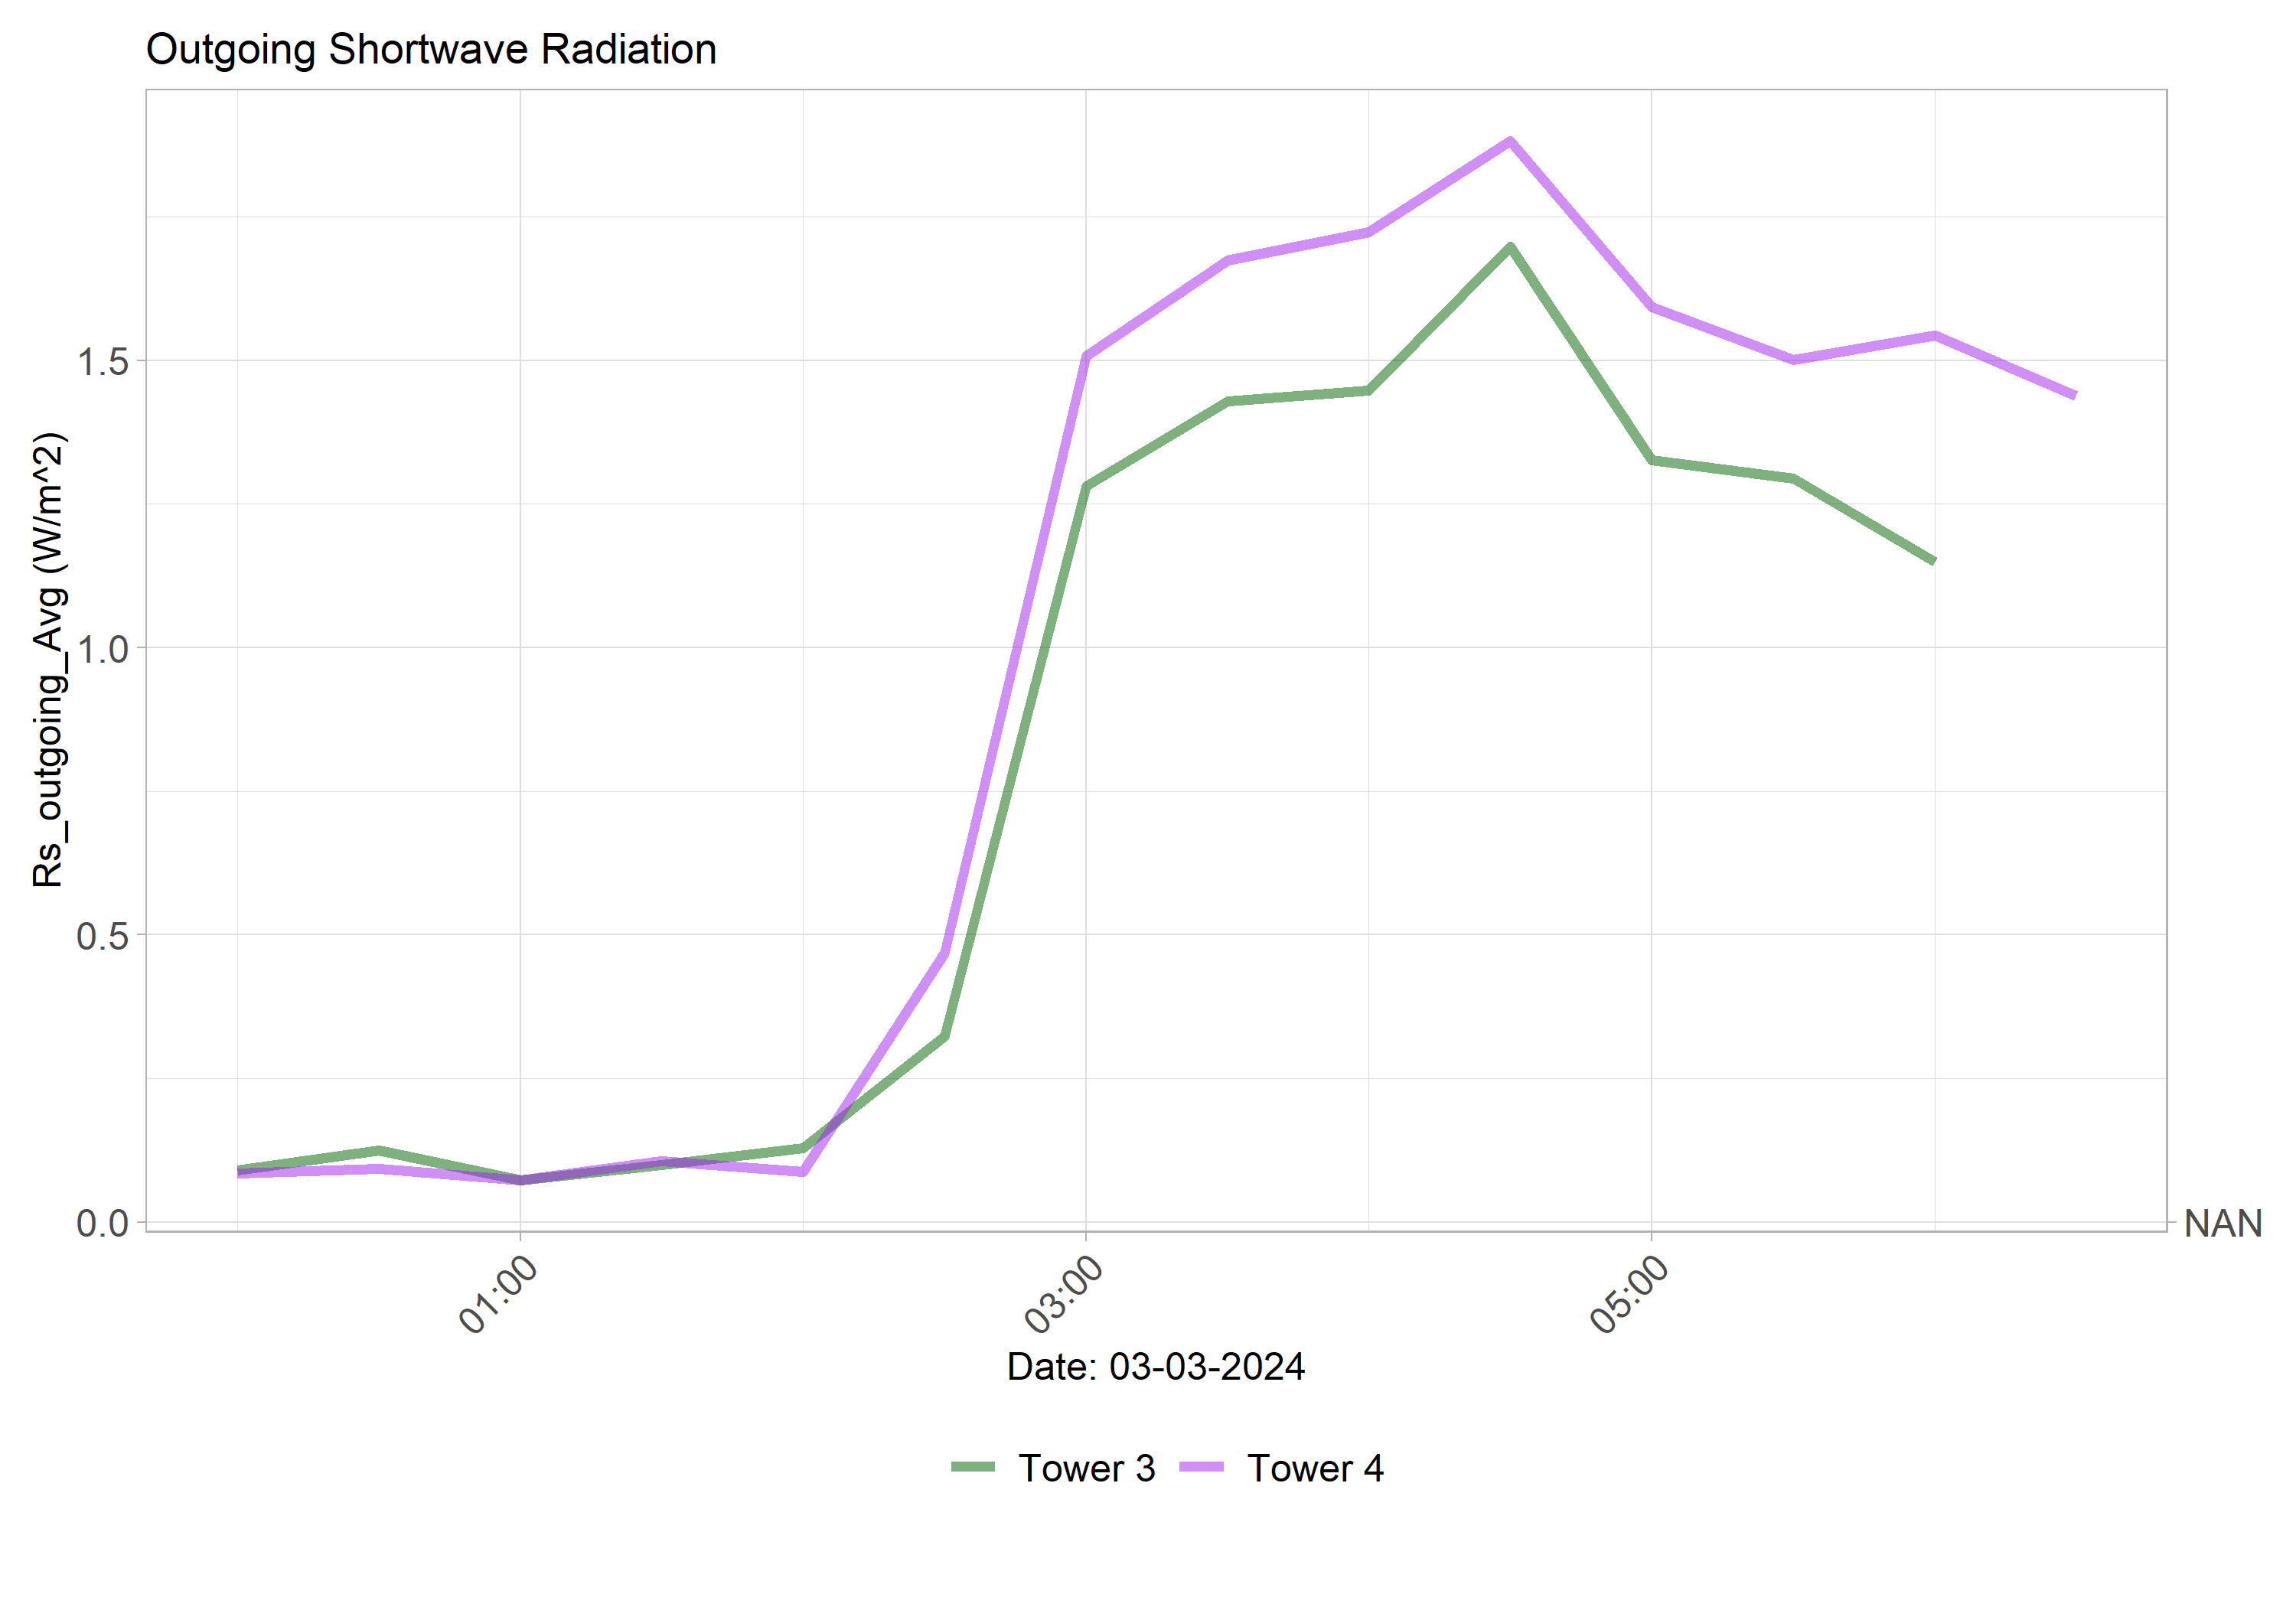 Outgoing Shortwave Radiation
Rs_outgoing_Avg (W/m^2)
1.5
1.0
0.5
0.0
NAN
01:00
03:00
05:00
Date: 03-03-2024
Tower 3
Tower 4